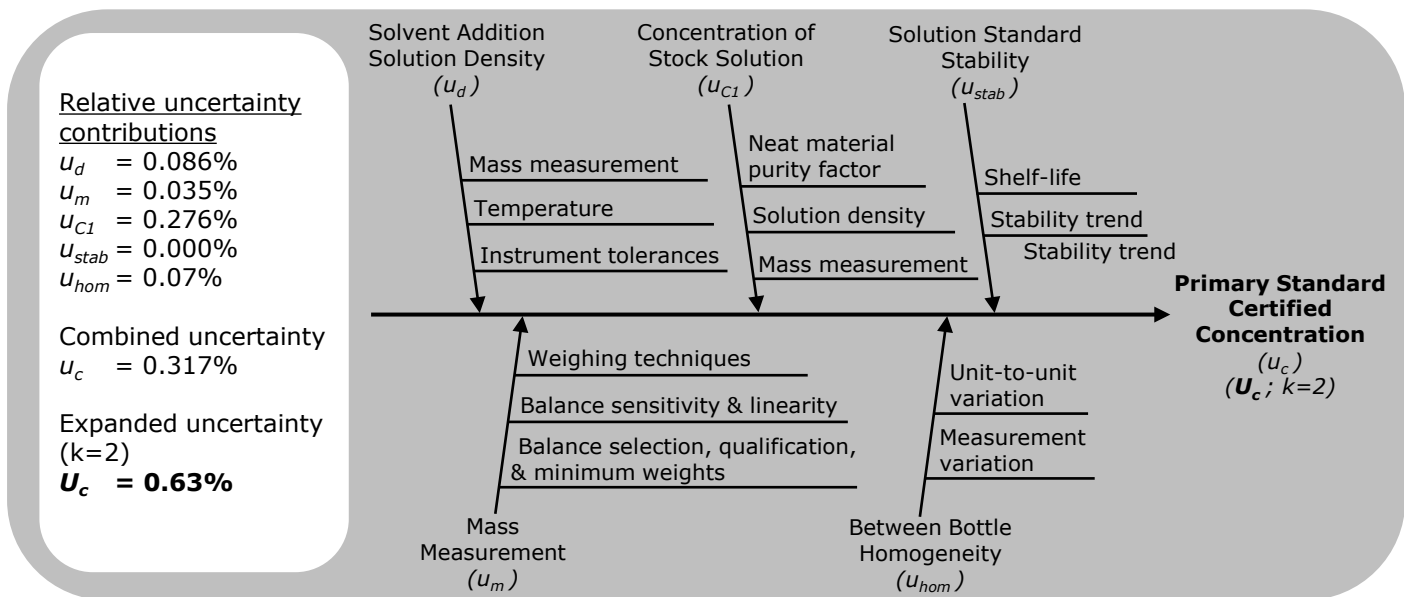 Relative uncertainty
contributions
u_d = 0.086%
u_m = 0.035%
u_C1 = 0.276%
u_stab = 0.000%
u_hom = 0.07%
Combined uncertainty
u_c = 0.317%
Expanded uncertainty
(k=2)
U_c = 0.63%
Solvent Addition
Solution Density
(u_d)
Mass measurement
Temperature
Instrument tolerances
Concentration of
Stock Solution
(u_C1)
Neat material
purity factor
Solution density
Mass measurement
Solution Standard
Stability
(u_stab)
Shelf-life
Stability trend
Stability trend
Weighing techniques
Balance sensitivity & linearity
Balance selection, qualification,
& minimum weights
Mass
Measurement
(u_m)
Unit-to-unit
variation
Measurement
variation
Between Bottle
Homogeneity
(u_hom)
Primary Standard
Certified
Concentration
(u_c)
(U_c; k=2)